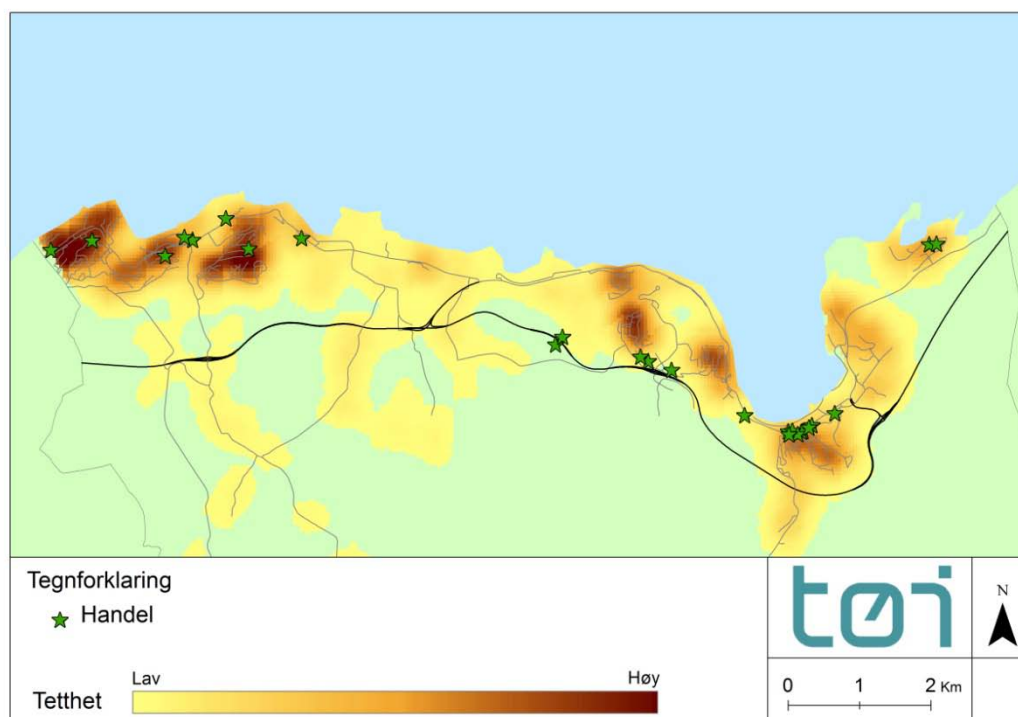 Tegnforklaring
Handel
Lav Høy
Tetthet
tøi
N
0 1 2 Km